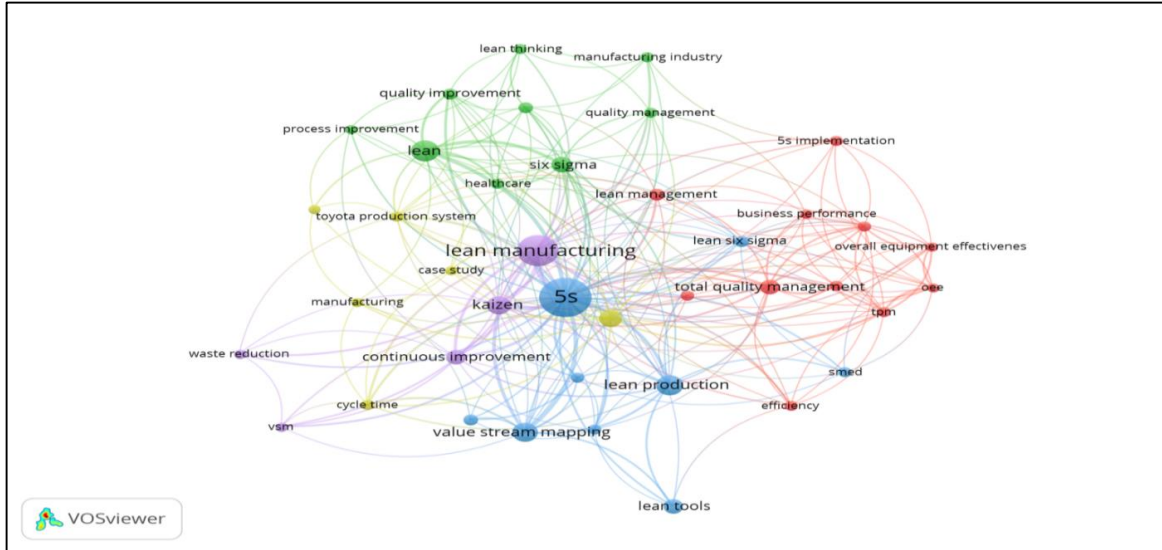 lean thinking
manufacturing industry
quality improvement
quality management
process improvement
5s implementation
lean
six sigma
healthcare
lean management
toyota production system
business performance
lean six sigma
overall equipment effectivenes
lean manufacturing
case study
total quality management
oee
5s
manufacturing
kaizen
tpm
waste reduction
continuous improvement
smed
lean production
cycle time
efficiency
vsm
value stream mapping
lean tools
VOSviewer